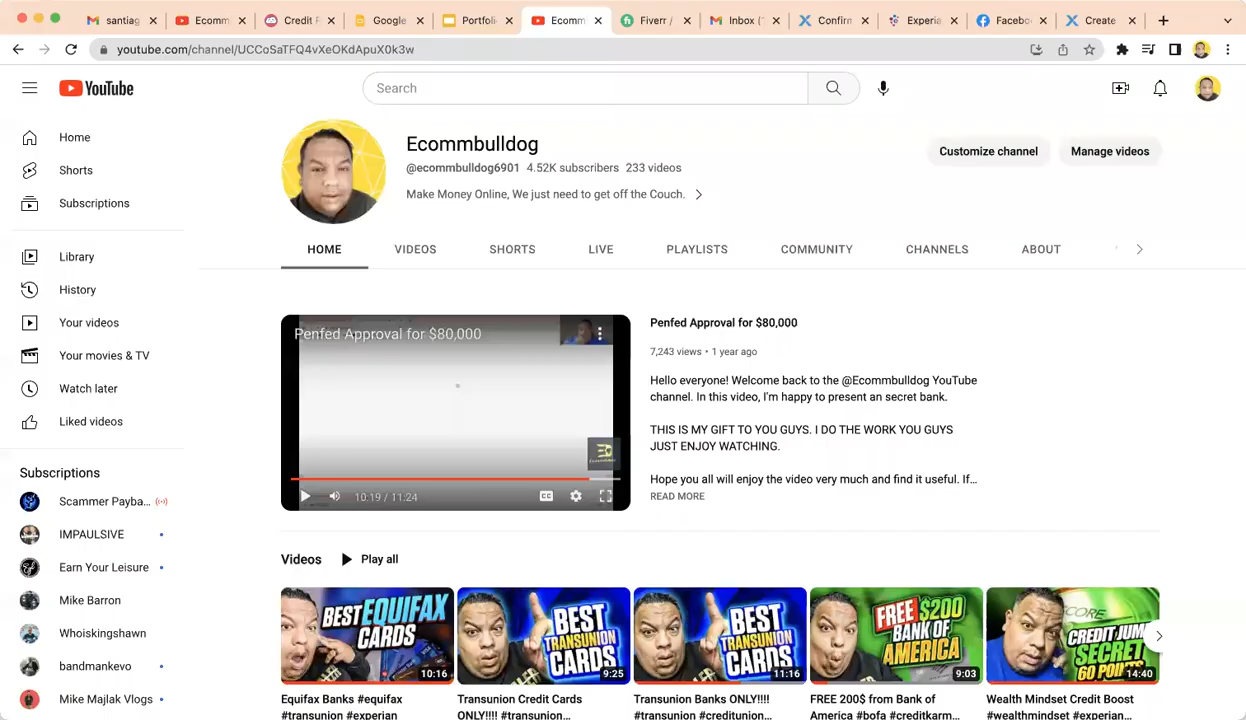 santiag
Ecomm
Credit F
Google
Portfoli
Ecomm
Fiverr /
Inbox (1
Confirm
Experia
Facebo
Create
youtube.com/channel/UCCoSaTFQ4vXeOKdApuX0k3w
YouTube
Search
Home
Shorts
Subscriptions
Library
History
Your videos
Your movies & TV
Watch later
Liked videos
Subscriptions
Scammer Payba...
IMPAULSIVE
Earn Your Leisure
Mike Barron
Whoiskingshawn
bandmankevo
Mike Majlak Vlogs
Ecommbulldog
@ecommbulldog6901 4.52K subscribers 233 videos
Make Money Online, We just need to get off the Couch.
Customize channel
Manage videos
HOME VIDEOS SHORTS LIVE PLAYLISTS COMMUNITY CHANNELS ABOUT
Penfed Approval for $80,000
10:19 / 11:24
CC
Penfed Approval for $80,000
7,243 views • 1 year ago
Hello everyone! Welcome back to the @Ecommbulldog YouTube
channel. In this video, I'm happy to present an secret bank.
THIS IS MY GIFT TO YOU GUYS. I DO THE WORK YOU GUYS
JUST ENJOY WATCHING.
Hope you all will enjoy the video very much and find it useful. If...
READ MORE
Videos
Play all
BEST EQUIFAX
CARDS
10:16
Equifax Banks #equifax
#transunion #experian
BEST
TRANSUNION
CARDS
9:25
Transunion Credit Cards
ONLY!!!! #transunion...
BEST
TRANSUNION
CARDS
11:16
Transunion Banks ONLY!!!!
#transunion #creditunion...
FREE $200
BANK OF
AMERICA
9:03
FREE 200$ from Bank of
America #bofa #creditkarm...
CORE
CREDIT JUM
SECRET
60 POINTS
14:40
Wealth Mindset Credit Boost
#wealthmindset #experian...